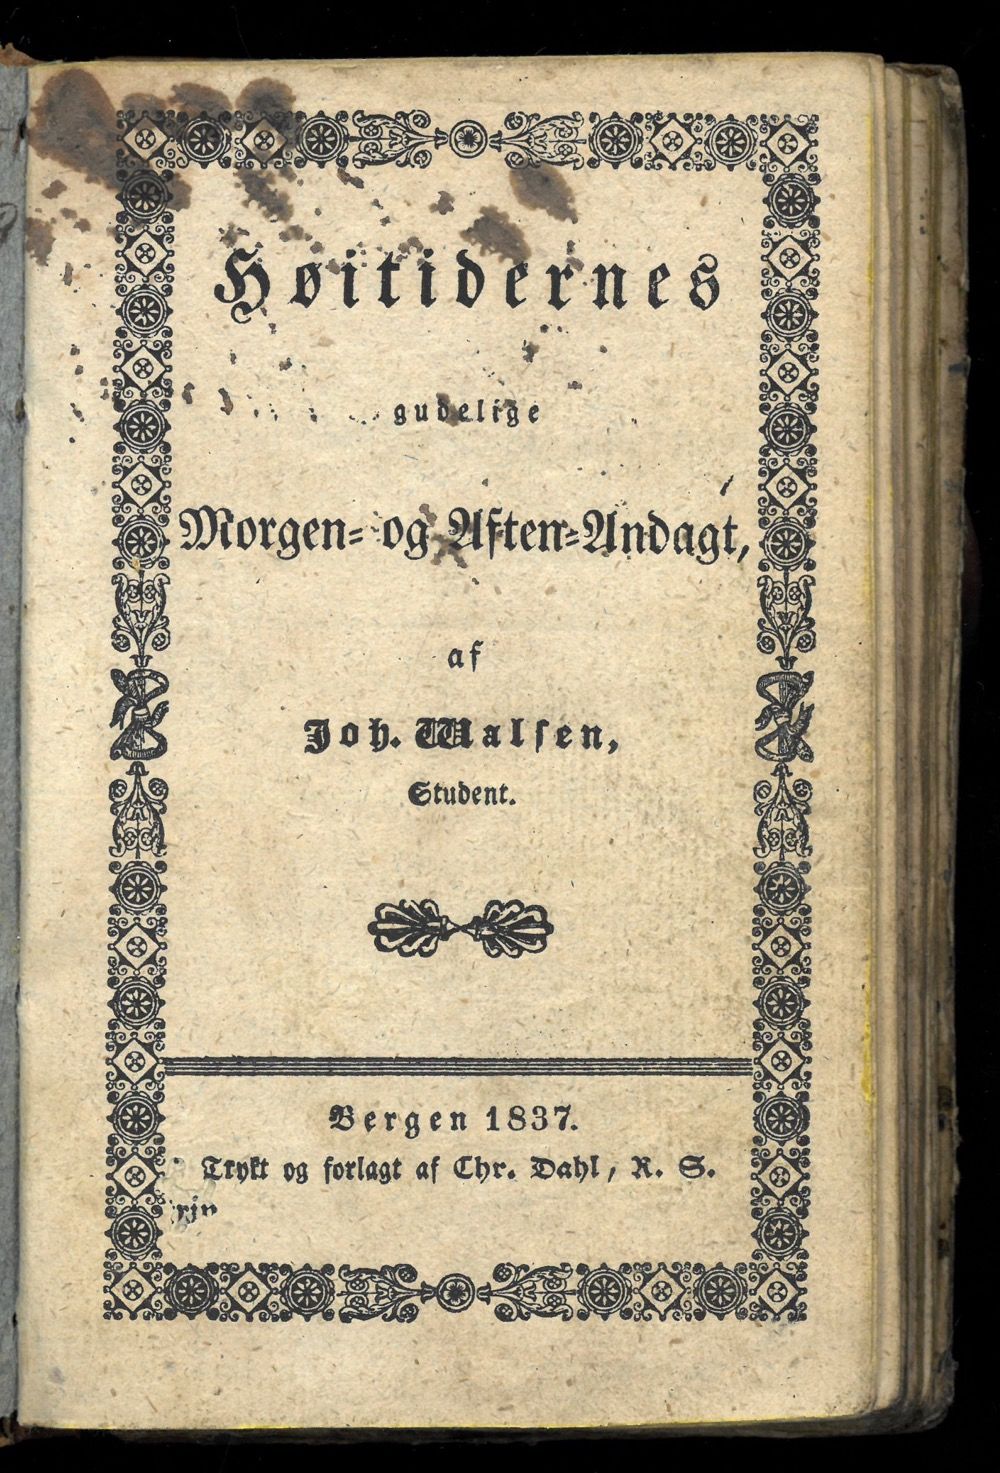 Høitidernes
gudelige
Morgen- og Aften-Andagt,
af
Joh. Walsen,
Student.
Bergen 1837.
Trykt og forlagt af Chr. Dahl, R. S.